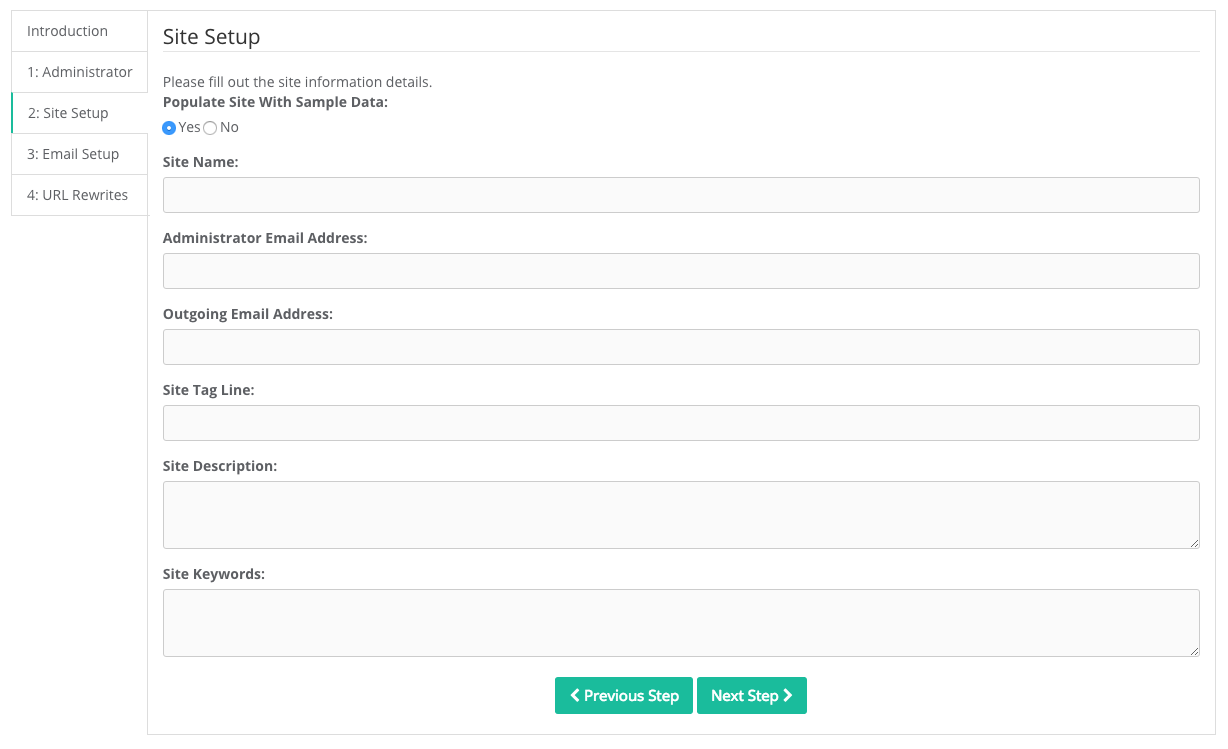 Introduction
1: Administrator
2: Site Setup
3: Email Setup
4: URL Rewrites
Site Setup
Please fill out the site information details.
Populate Site With Sample Data:
Yes No
Site Name:
Administrator Email Address:
Outgoing Email Address:
Site Tag Line:
Site Description:
Site Keywords:
Previous Step Next Step